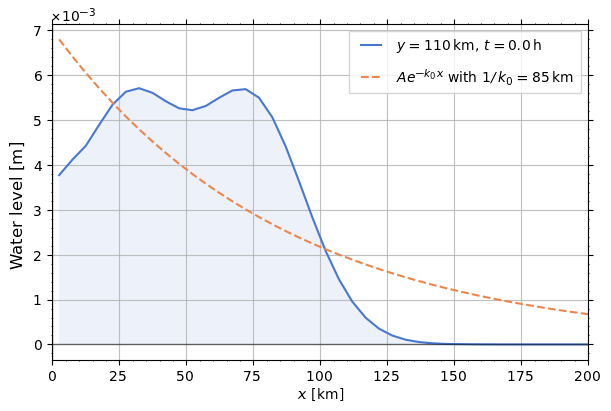 ×10⁻³
7
6
5
4
3
2
1
0
Water level [m]
y = 110 km, t = 0.0 h
Ae^{-k₀x} with 1/k₀ = 85 km
0 25 50 75 100 125 150 175 200
x [km]